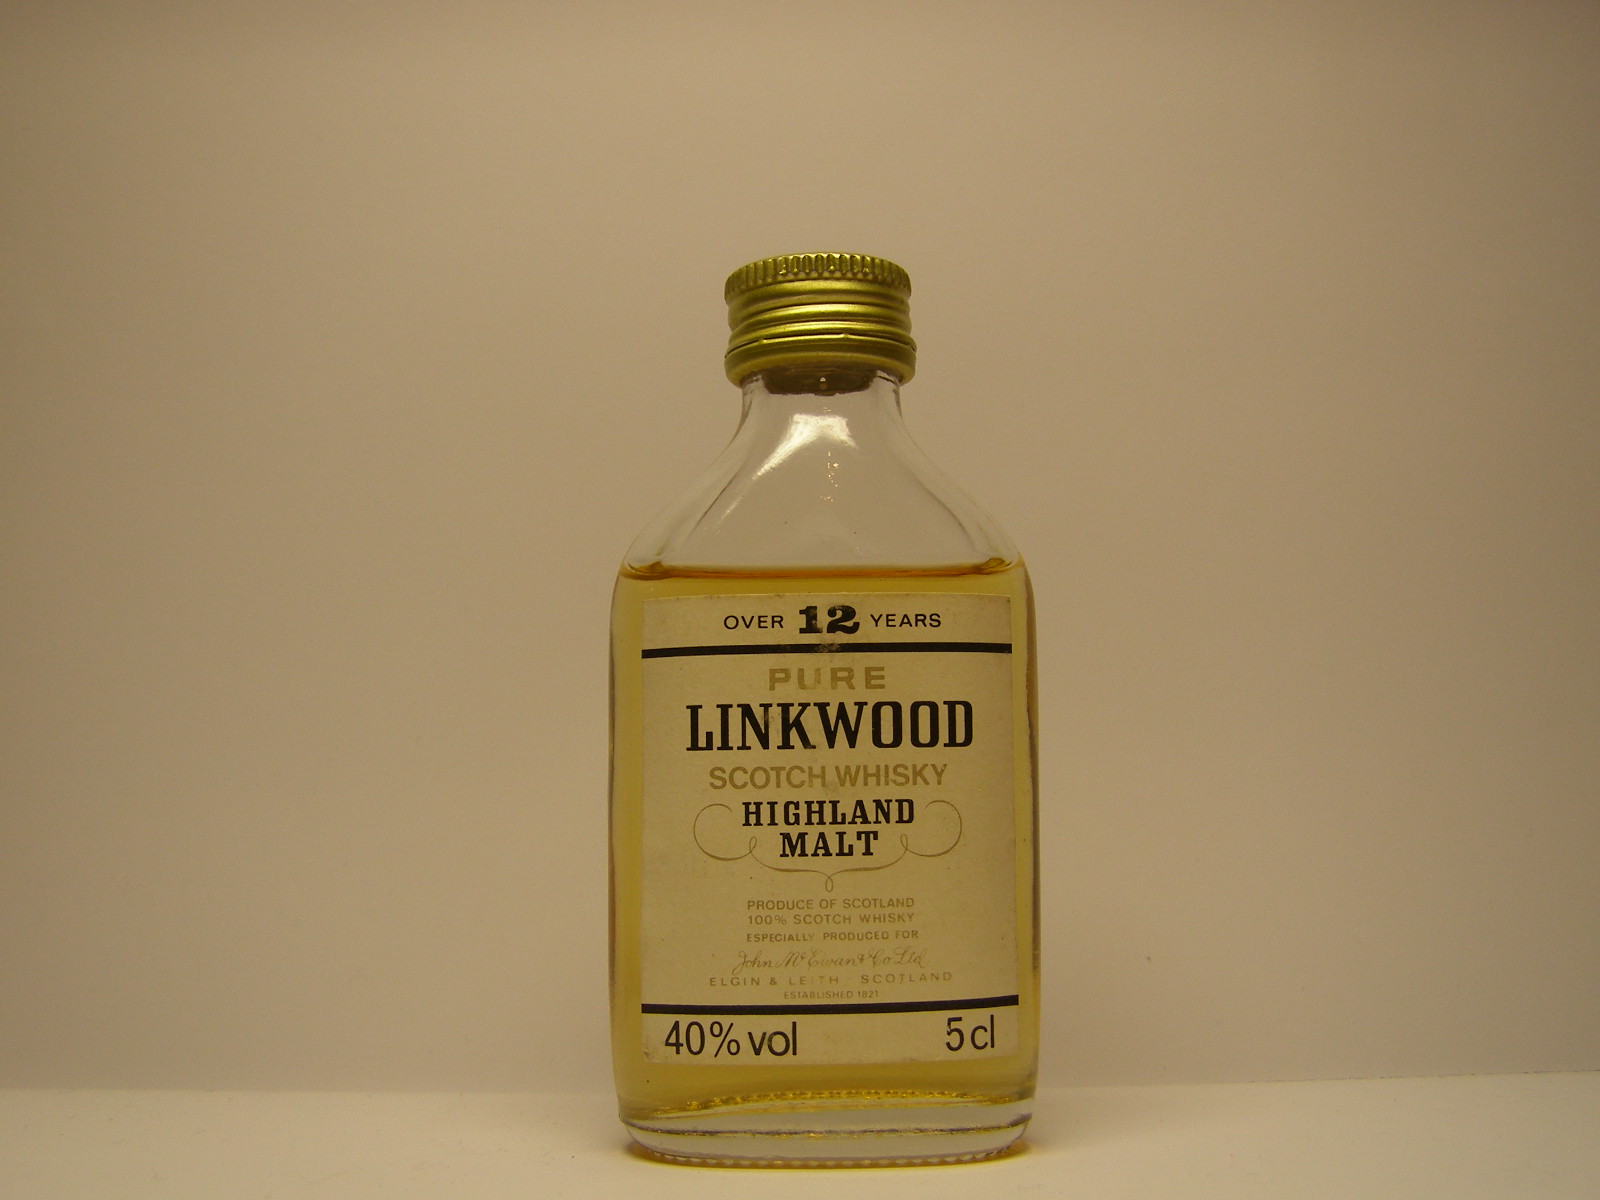 OVER 12 YEARS
PURE
LINKWOOD
SCOTCH WHISKY
HIGHLAND
MALT
PRODUCE OF SCOTLAND
100% SCOTCH WHISKY
ESPECIALLY PRODUCED FOR
John McEwan & Co Ltd
ELGIN & LEITH - SCOTLAND
ESTABLISHED 1821
40% vol 5 cl